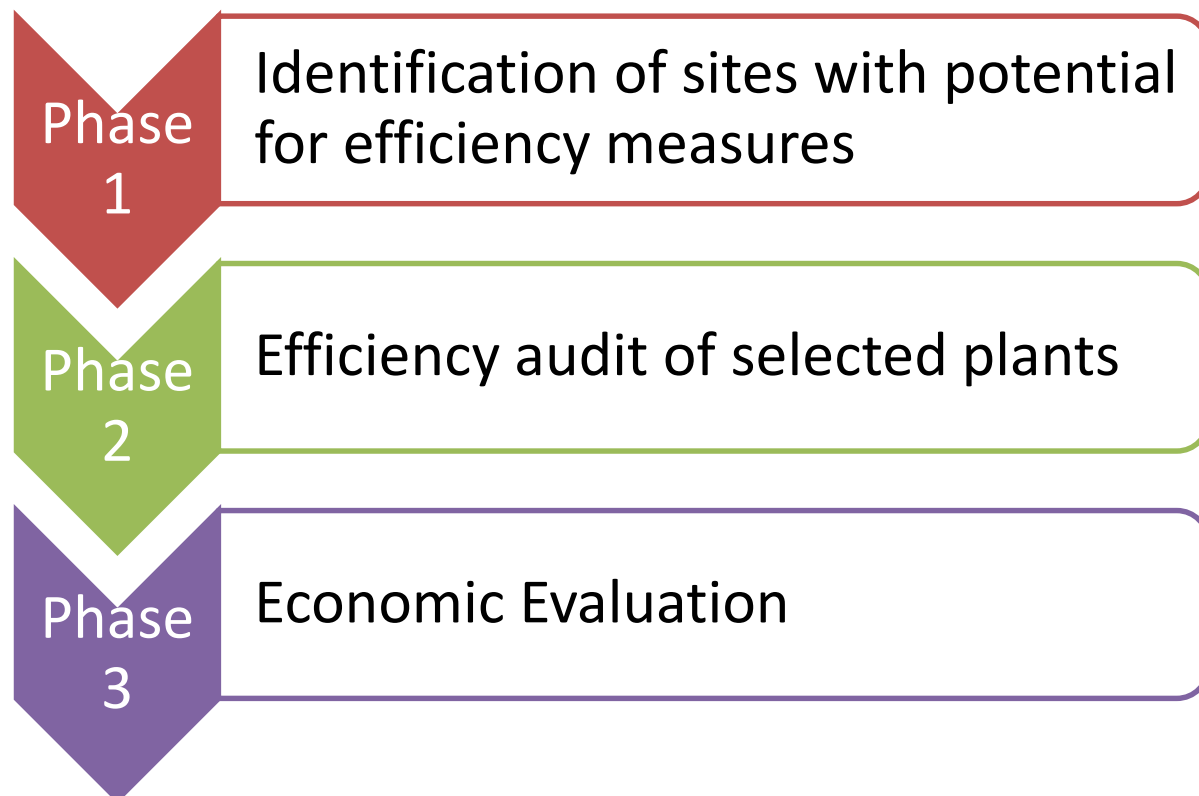 Phase
1
Identification of sites with potential
for efficiency measures
Phase
2
Efficiency audit of selected plants
Phase
3
Economic Evaluation